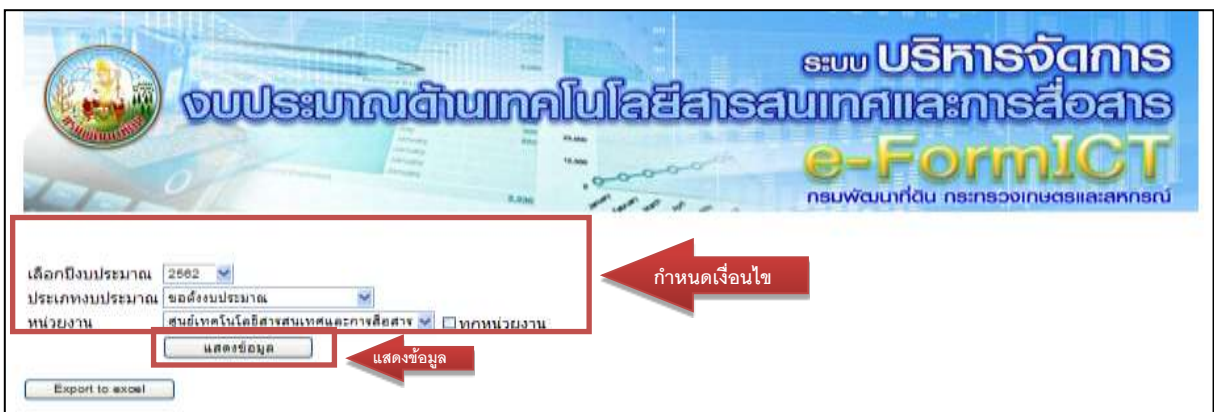 ระบบ บริหารจัดการ
งบประมาณด้านเทคโนโลยีสารสนเทศและการสื่อสาร
e-FormICT
กรมพัฒนาที่ดิน กระทรวงเกษตรและสหกรณ์
กรมพัฒนาที่ดิน
เลือกปีงบประมาณ 2562
กำหนดเงื่อนไข
ประเภทงบประมาณ ขอตั้งงบประมาณ
หน่วยงาน ศูนย์เทคโนโลยีสารสนเทศและการสื่อสาร ทุกหน่วยงาน
แสดงข้อมูล
แสดงข้อมูล
Export to excel